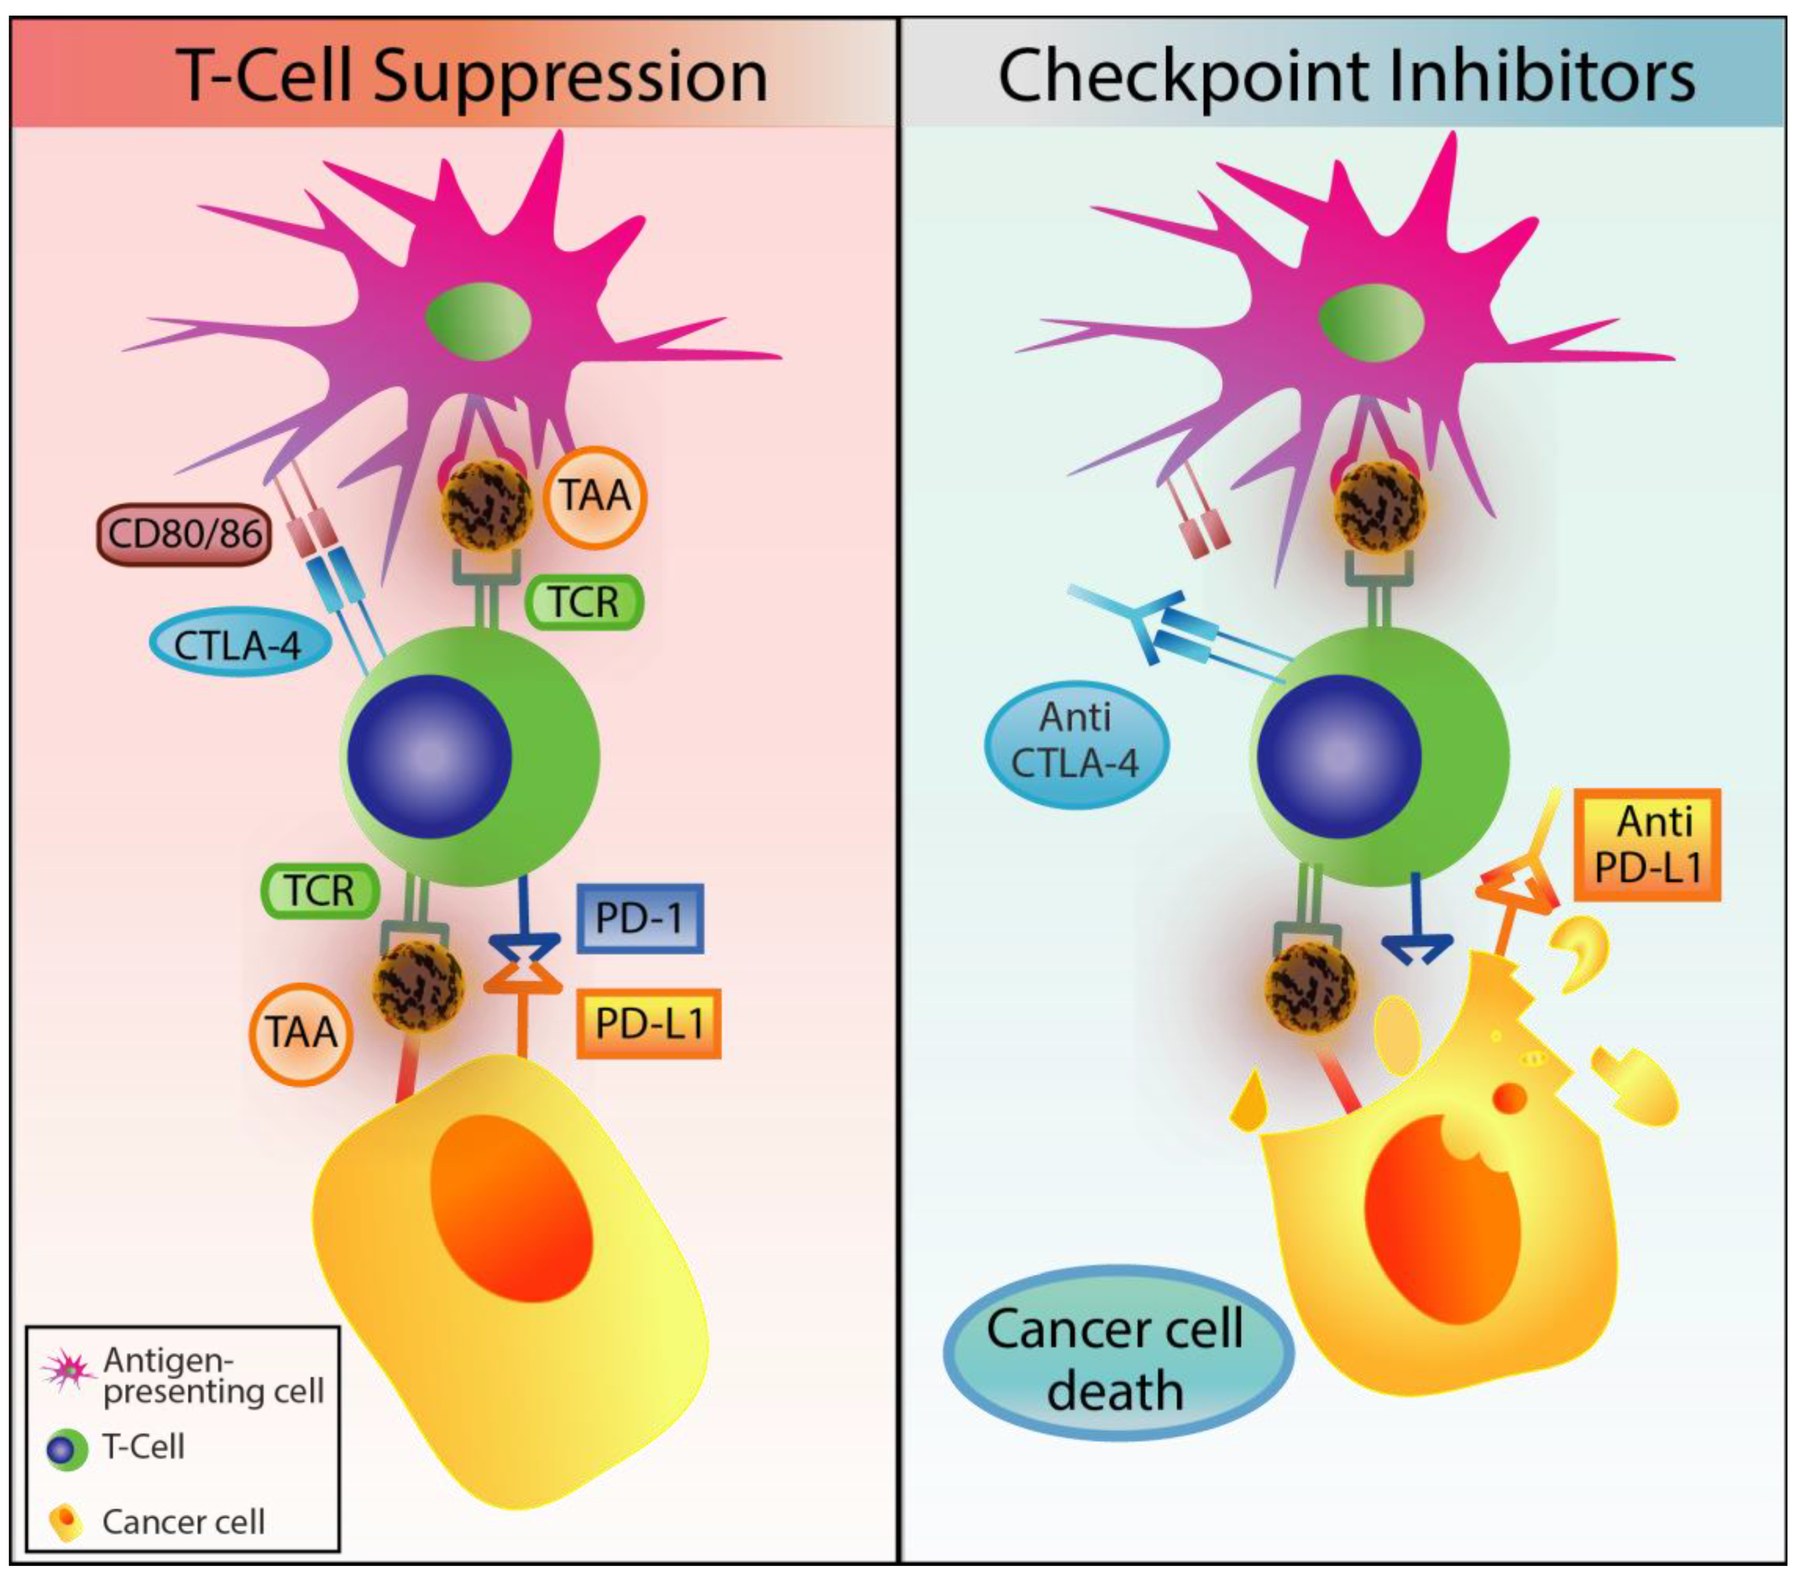 T-Cell Suppression
CD80/86
TAA
TCR
CTLA-4
TCR
PD-1
TAA
PD-L1
Antigen-
presenting cell
T-Cell
Cancer cell
Checkpoint Inhibitors
Anti
CTLA-4
Anti
PD-L1
Cancer cell
death